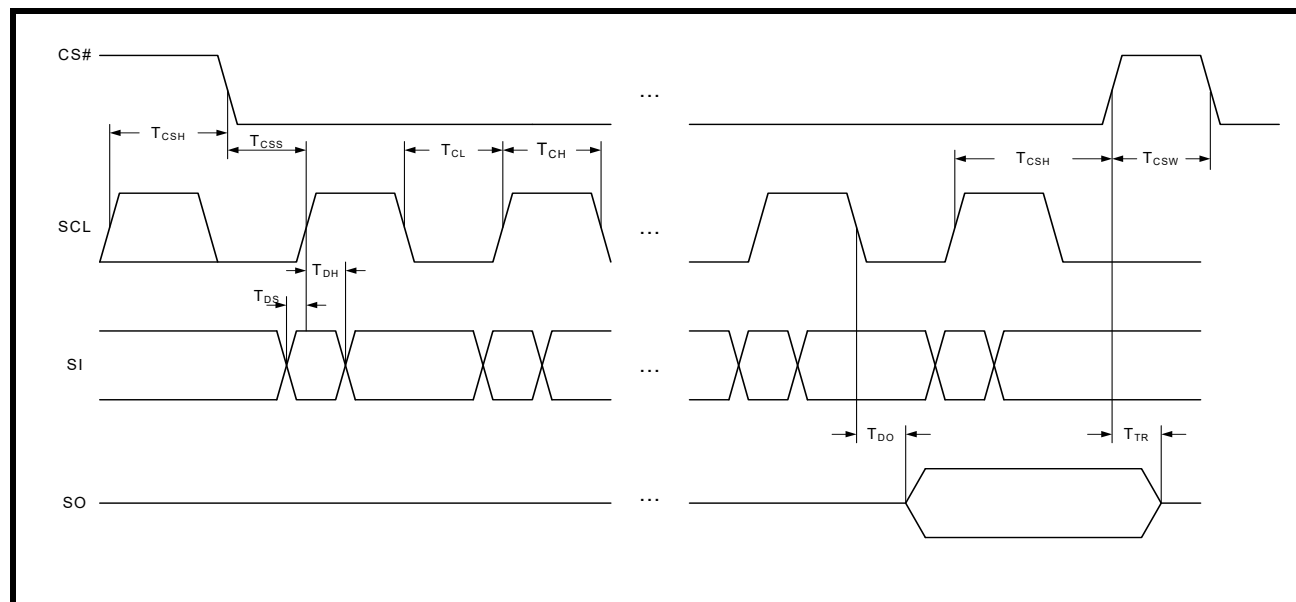 CS#
...
T_CSH
T_CSS
T_CL
T_CH
T_CSH
T_CSW
SCL
...
T_DH
T_DS
SI
...
T_DO
T_TR
SO
...